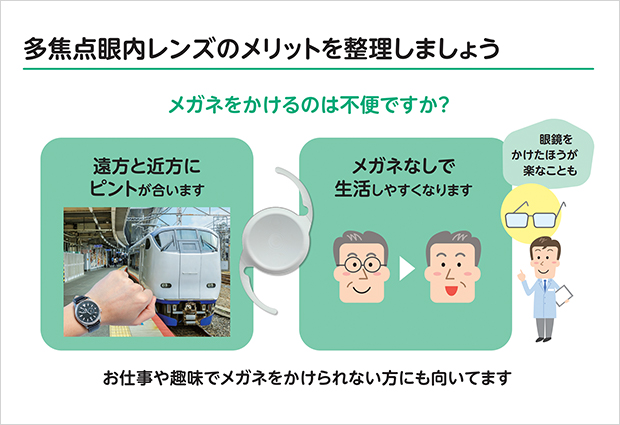 多焦点眼内レンズのメリットを整理しましょう
メガネをかけるのは不便ですか?
遠方と近方に
ピントが合います
メガネなしで
生活しやすくなります
眼鏡を
かけたほうが
楽なことも
お仕事や趣味でメガネをかけられない方にも向いてます